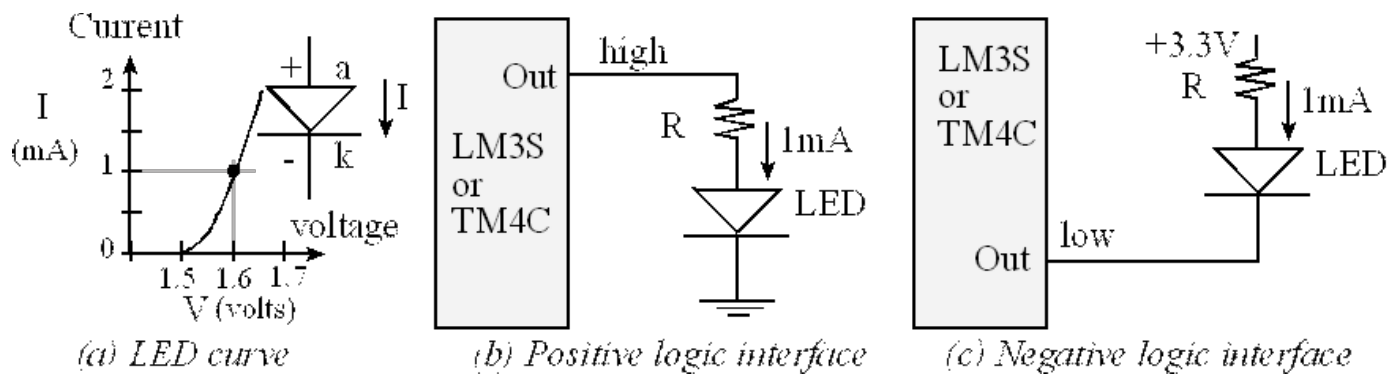 Current
I
(mA)
2
1
0
1.5 1.6 1.7
voltage
V (volts)
+ a
I
- k
(a) LED curve
Out
LM3S
or
TM4C
high
R
1mA
LED
(b) Positive logic interface
LM3S
or
TM4C
Out
low
+3.3V
R
1mA
LED
(c) Negative logic interface